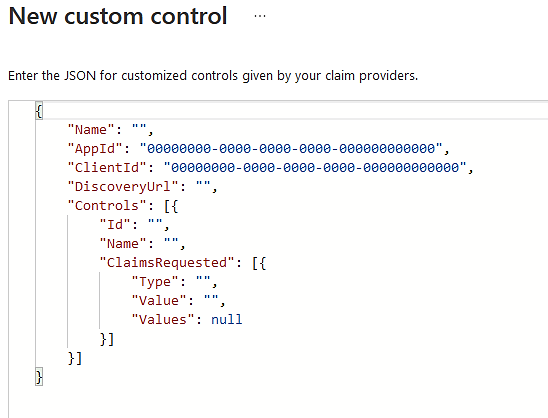 New custom control ...
Enter the JSON for customized controls given by your claim providers.
{
"Name": "",
"AppId": "00000000-0000-0000-0000-000000000000",
"ClientId": "00000000-0000-0000-0000-000000000000",
"DiscoveryUrl": "",
"Controls": [{
"Id": "",
"Name": "",
"ClaimsRequested": [{
"Type": "",
"Value": "",
"Values": null
}]
}]
}